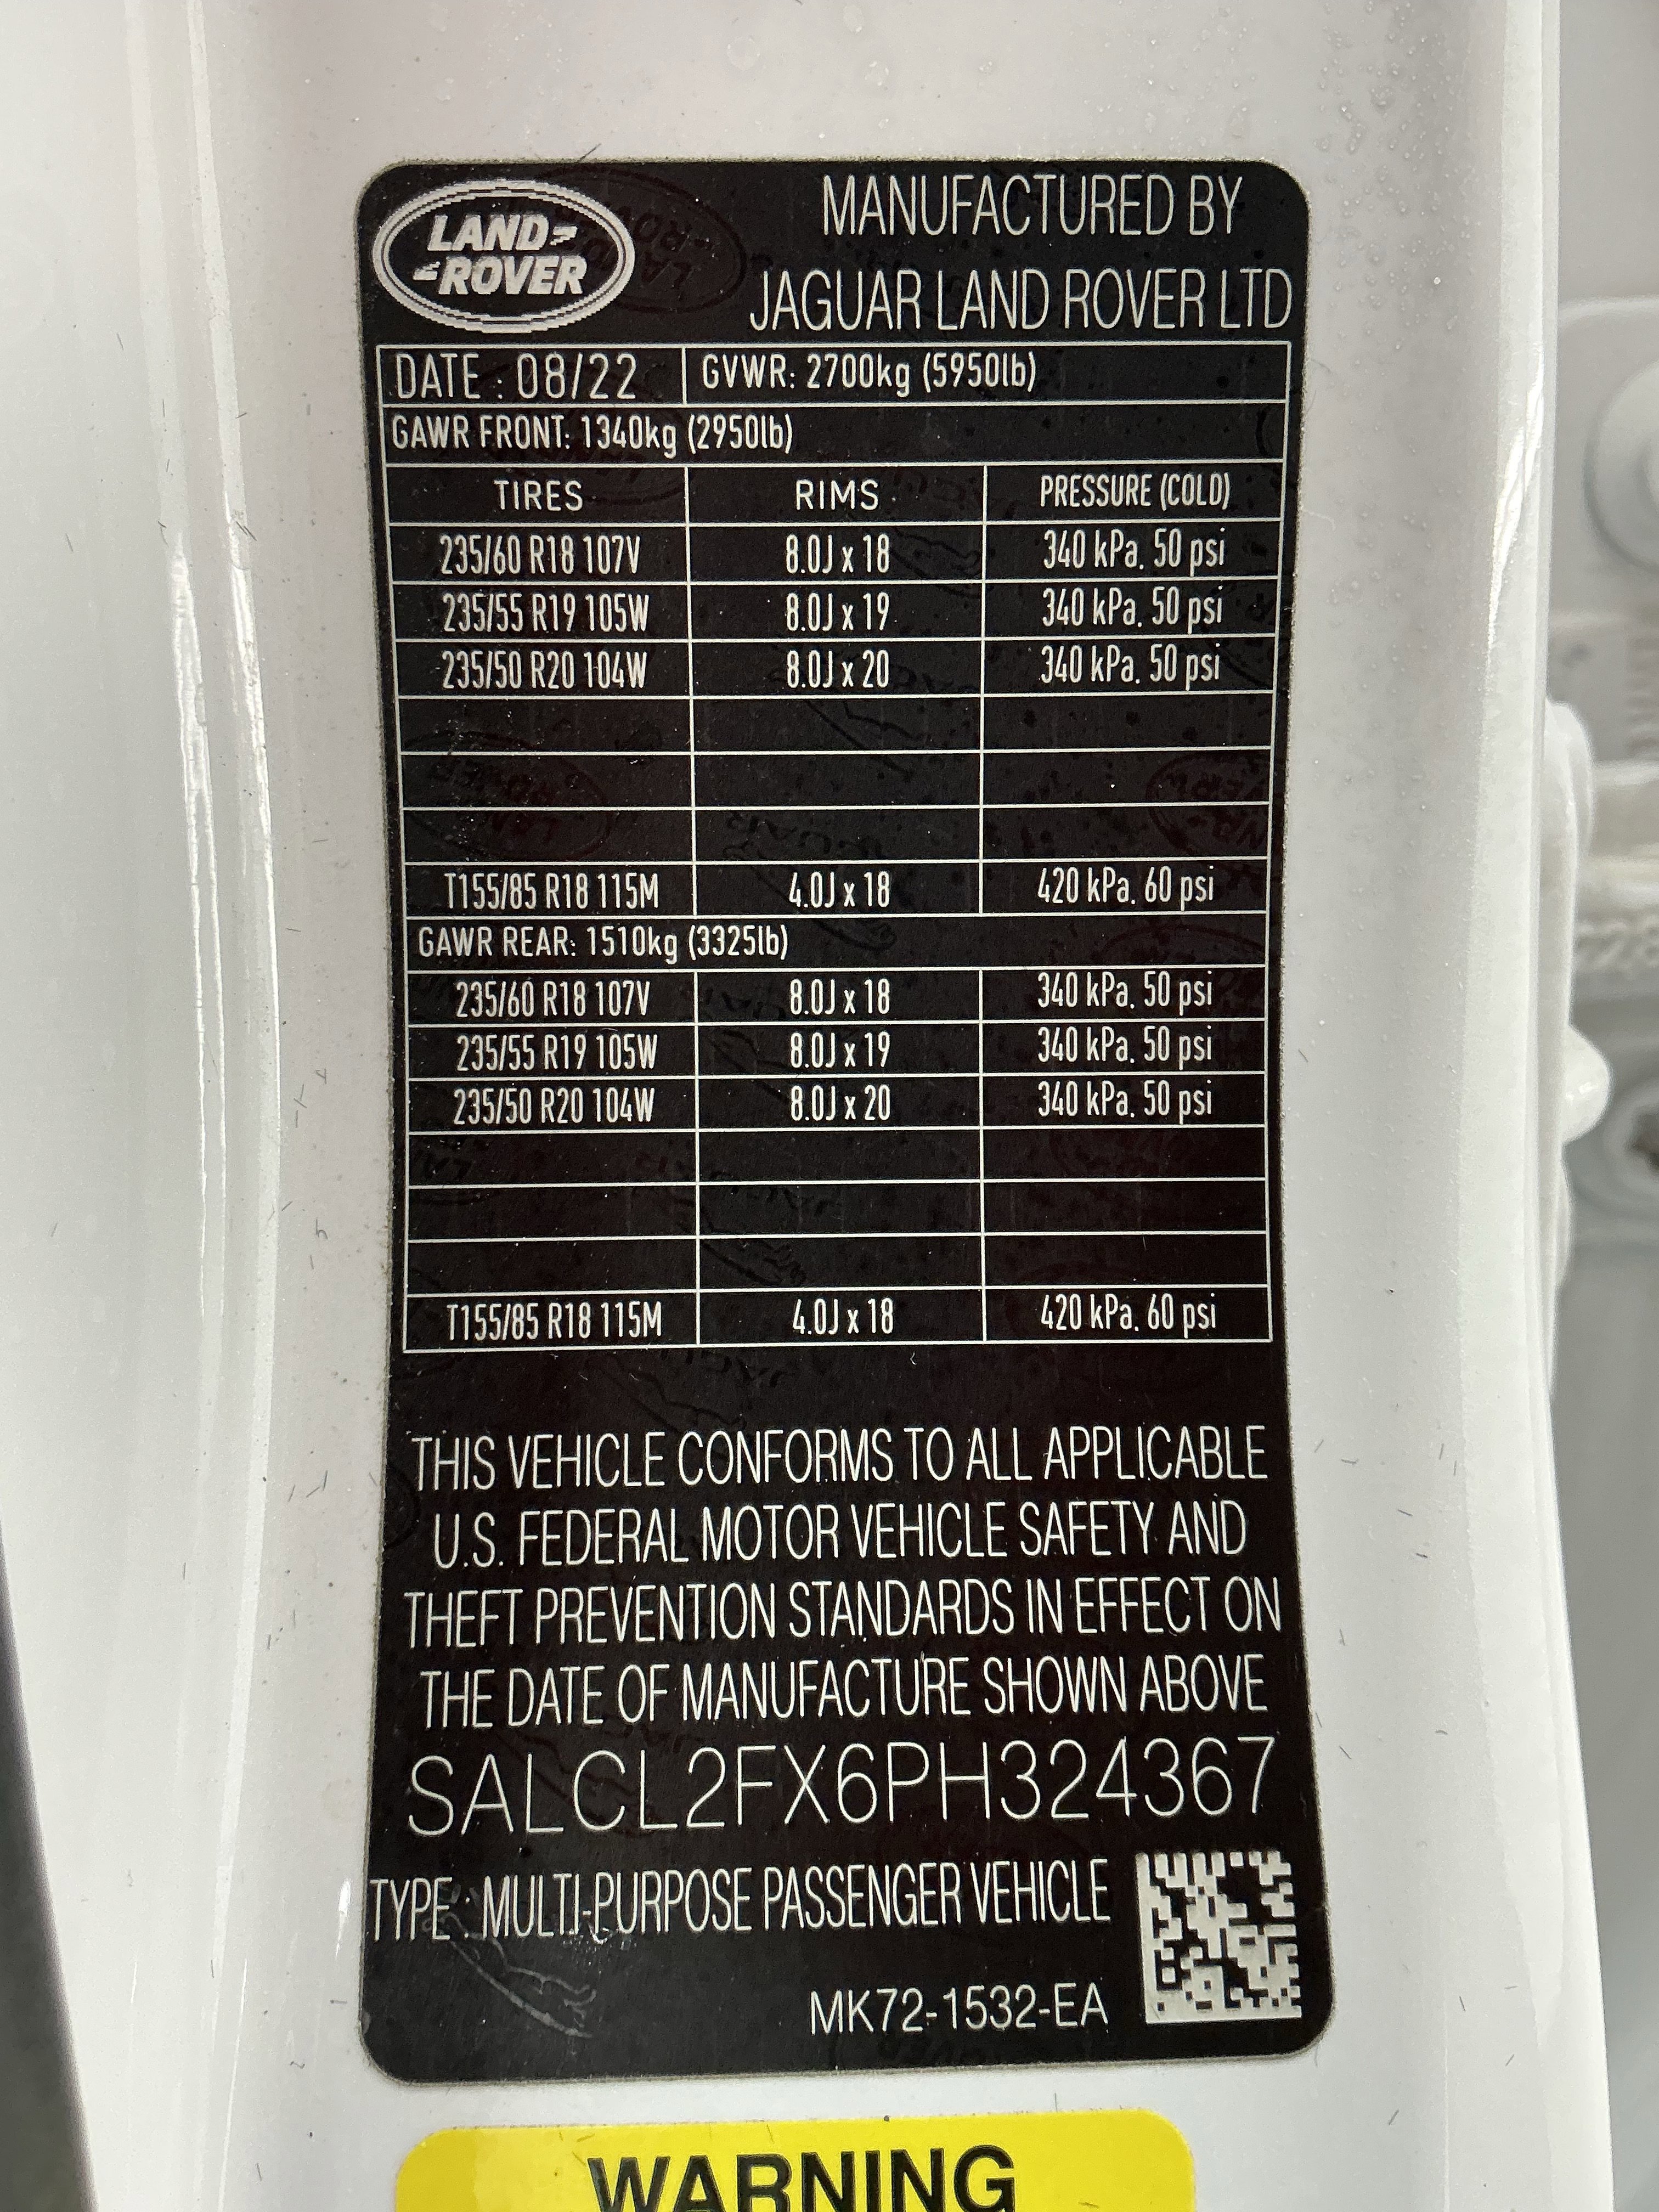 LAND-
-ROVER
MANUFACTURED BY
JAGUAR LAND ROVER LTD
DATE : 08/22 GVWR: 2700kg (5950lb)
GAWR FRONT: 1340kg (2950lb)
TIRES RIMS PRESSURE (COLD)
235/60 R18 107V 8.0J x 18 340 kPa. 50 psi
235/55 R19 105W 8.0J x 19 340 kPa. 50 psi
235/50 R20 104W 8.0J x 20 340 kPa. 50 psi
T155/85 R18 115M 4.0J x 18 420 kPa. 60 psi
GAWR REAR: 1510kg (3325lb)
235/60 R18 107V 8.0J x 18 340 kPa. 50 psi
235/55 R19 105W 8.0J x 19 340 kPa. 50 psi
235/50 R20 104W 8.0J x 20 340 kPa. 50 psi
T155/85 R18 115M 4.0J x 18 420 kPa. 60 psi
THIS VEHICLE CONFORMS TO ALL APPLICABLE
U.S. FEDERAL MOTOR VEHICLE SAFETY AND
THEFT PREVENTION STANDARDS IN EFFECT ON
THE DATE OF MANUFACTURE SHOWN ABOVE
SALCL2FX6PH324367
TYPE : MULTI-PURPOSE PASSENGER VEHICLE
MK72-1532-EA
WARNING